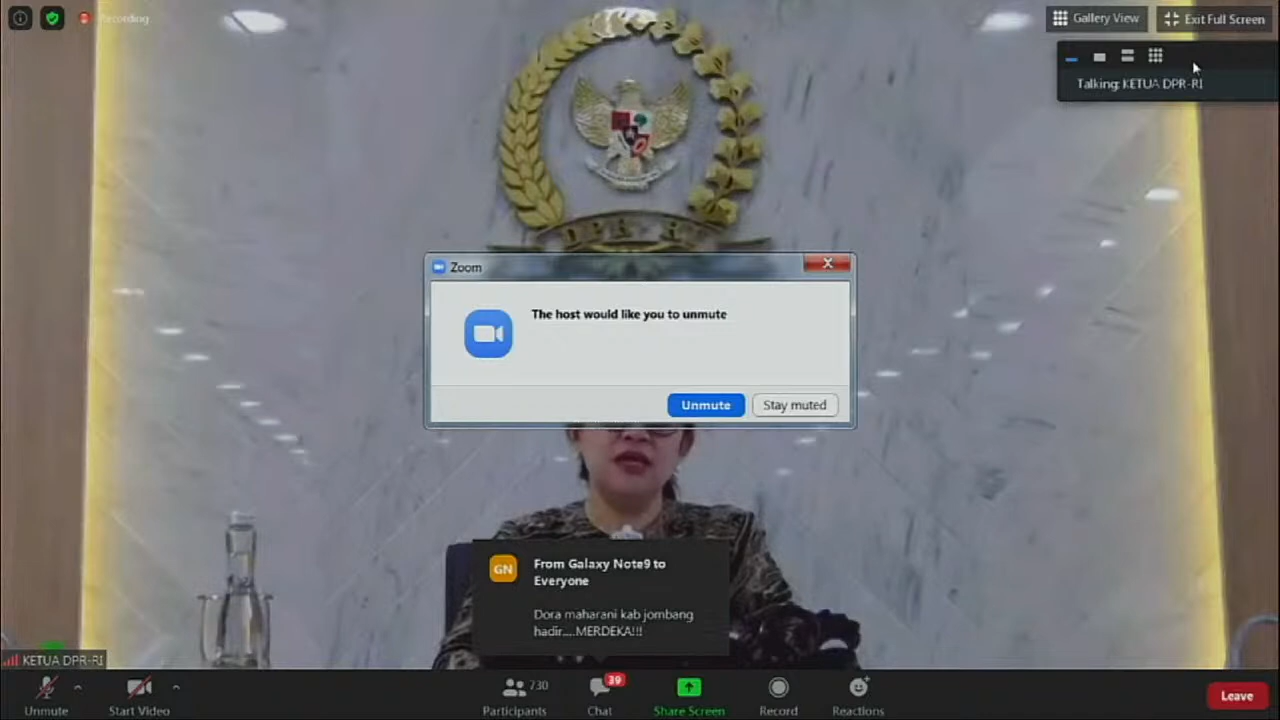 Recording
Gallery View
Exit Full Screen
Talking: KETUA DPR-RI
DPR RI
Zoom
The host would like you to unmute
Unmute
Stay muted
GN
From Galaxy Note9 to
Everyone
Dora maharani kab jombang
hadir....MERDEKA!!!
KETUA DPR-RI
Unmute
Start Video
Participants
730
Chat
39
Share Screen
Record
Reactions
Leave